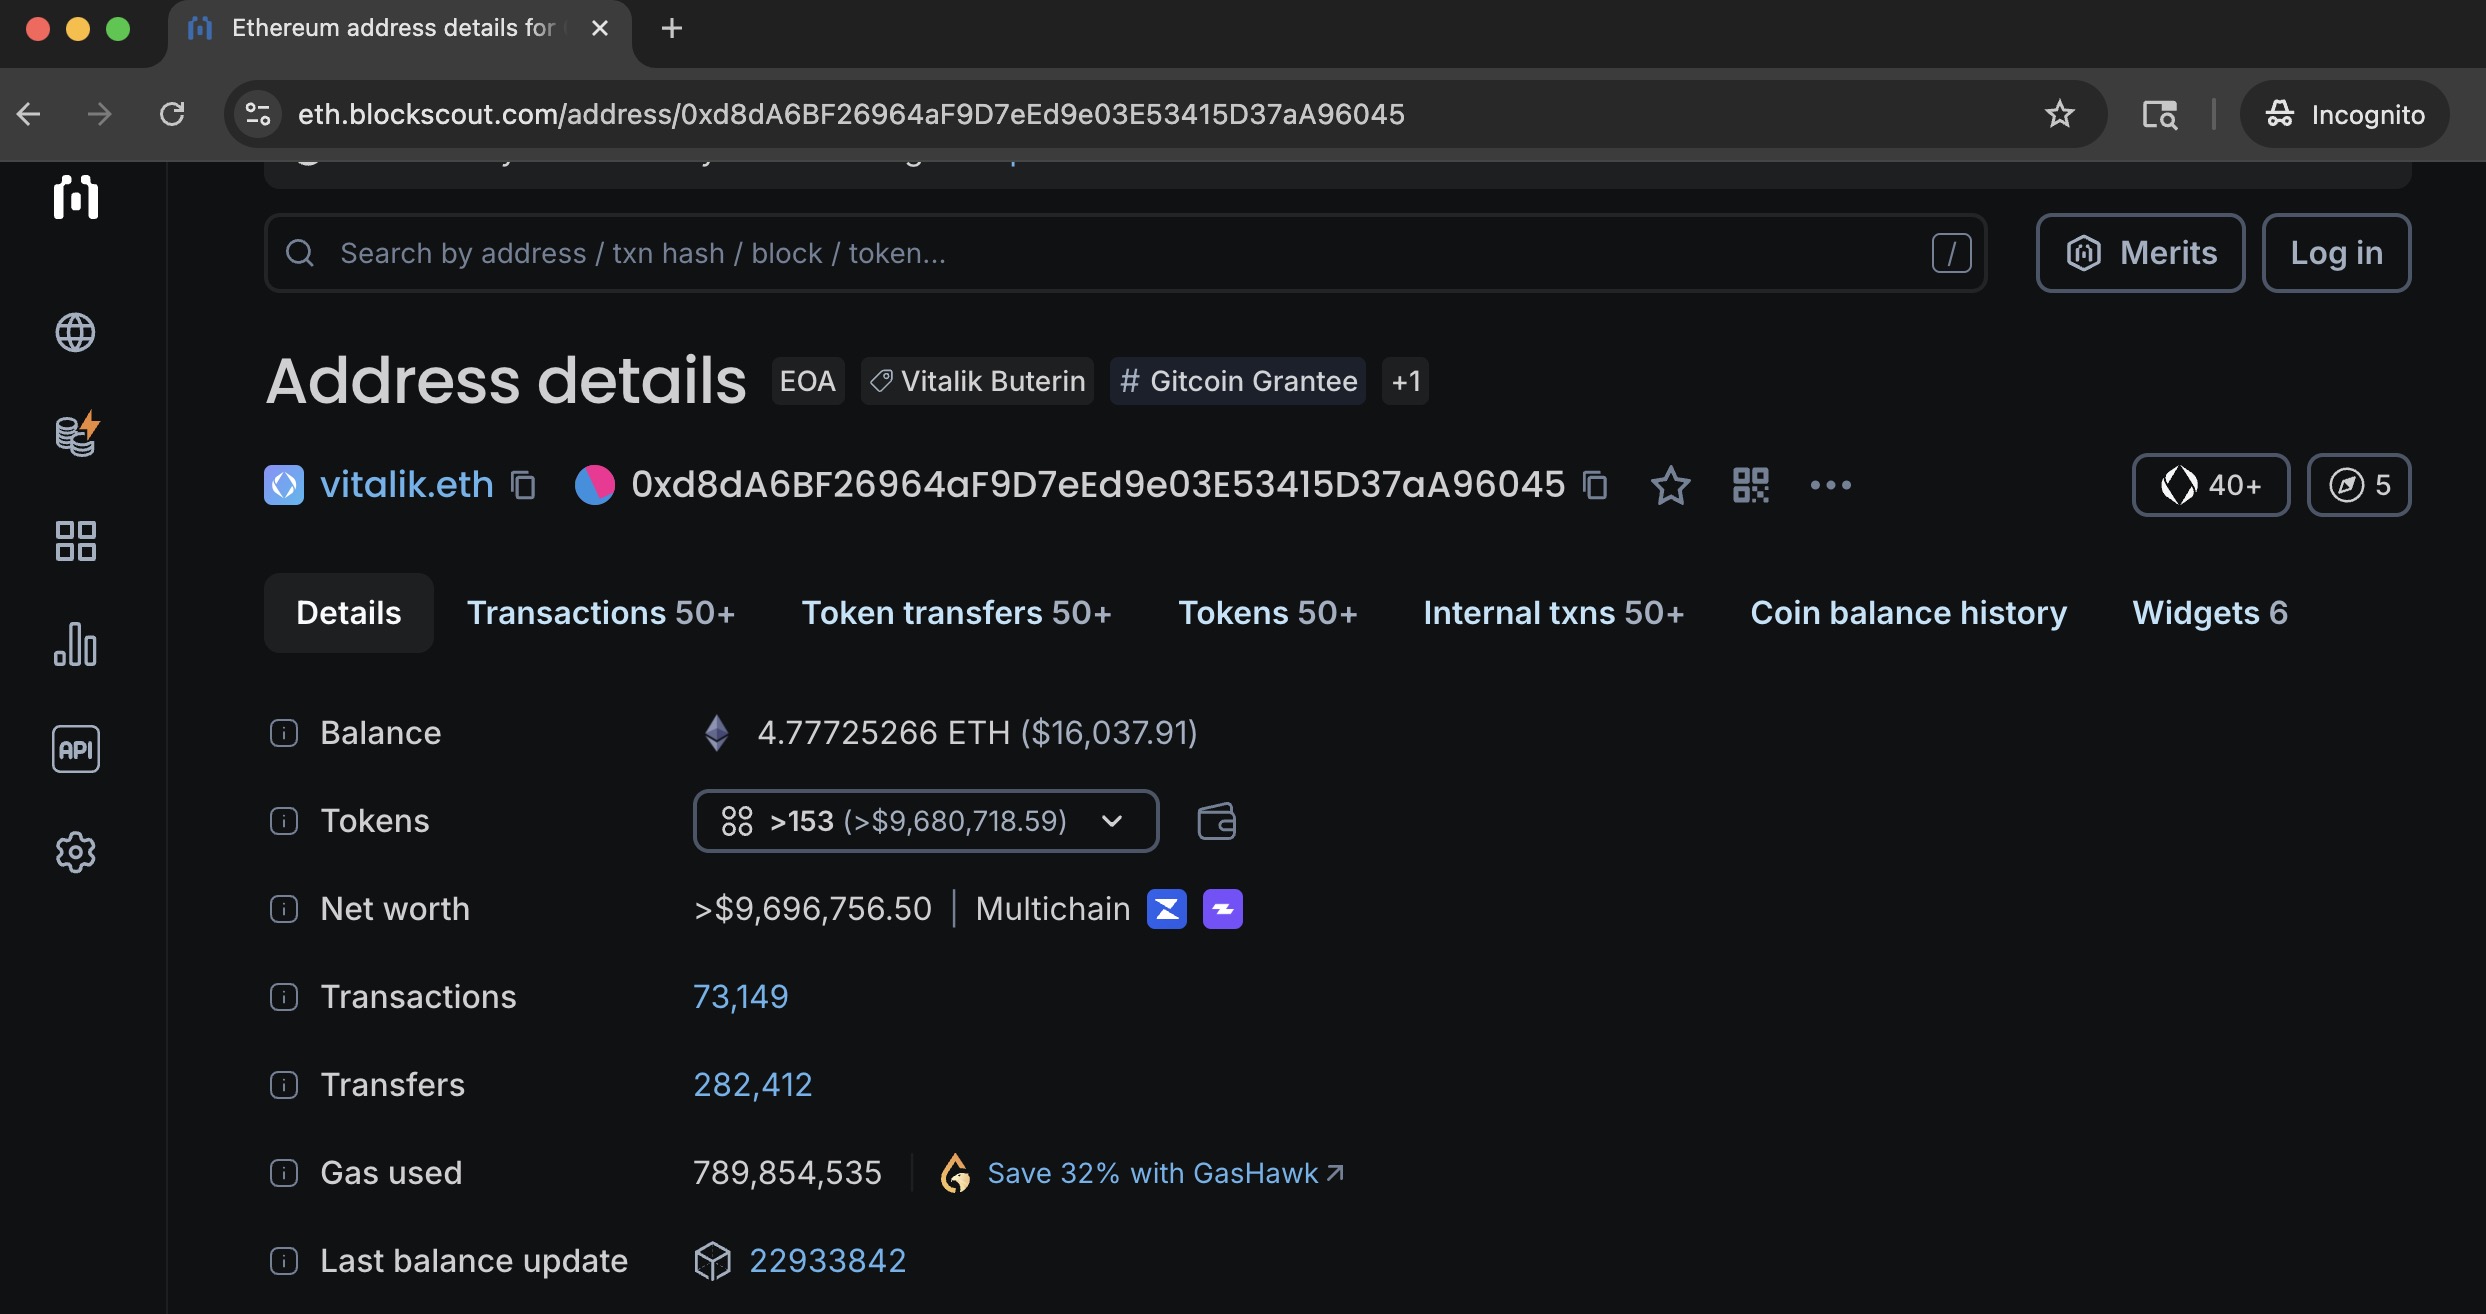 Ethereum address details for
eth.blockscout.com/address/0xd8dA6BF26964aF9D7eEd9e03E53415D37aA96045
Incognito
Search by address / txn hash / block / token...
/
Merits
Log in
Address details
EOA
Vitalik Buterin
# Gitcoin Grantee
+1
vitalik.eth
0xd8dA6BF26964aF9D7eEd9e03E53415D37aA96045
40+
5
Details
Transactions 50+
Token transfers 50+
Tokens 50+
Internal txns 50+
Coin balance history
Widgets 6
API
Balance
4.77725266 ETH ($16,037.91)
Tokens
>153 (>$9,680,718.59)
Net worth
>$9,696,756.50 | Multichain
Transactions
73,149
Transfers
282,412
Gas used
789,854,535
Save 32% with GasHawk
Last balance update
22933842